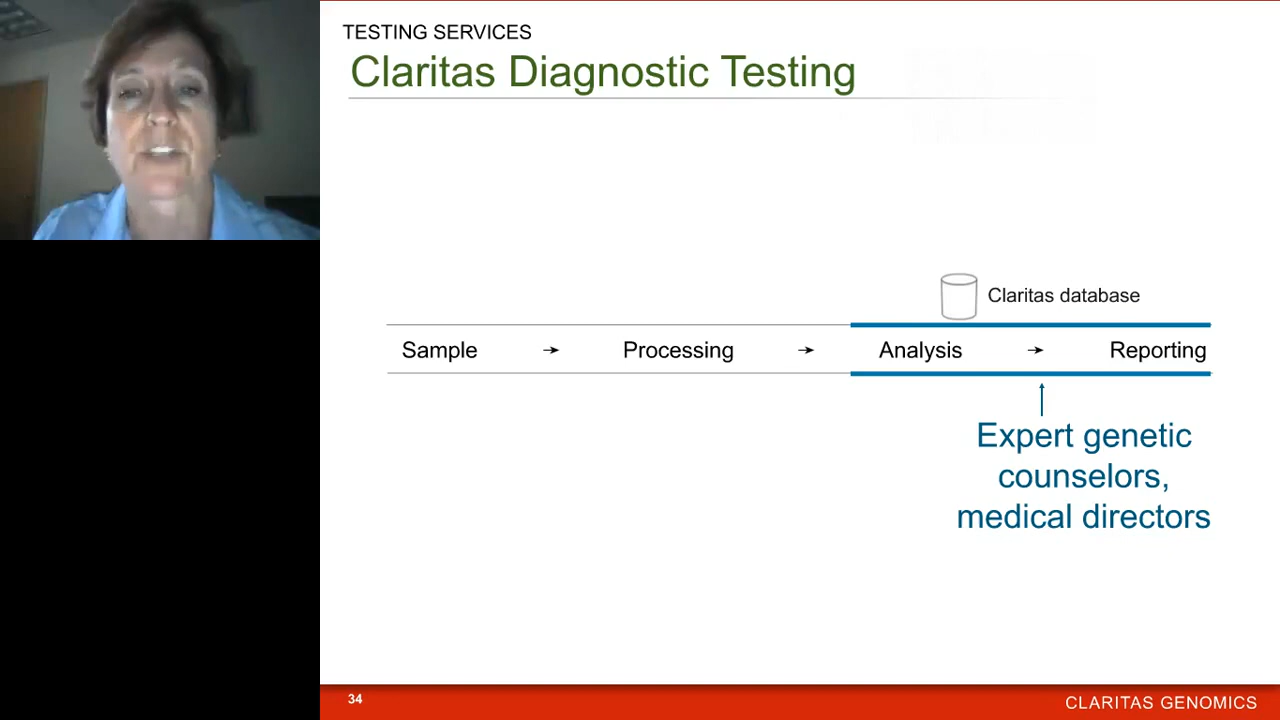 TESTING SERVICES
Claritas Diagnostic Testing
Claritas database
Sample → Processing → Analysis → Reporting
Expert genetic
counselors,
medical directors
34
CLARITAS GENOMICS